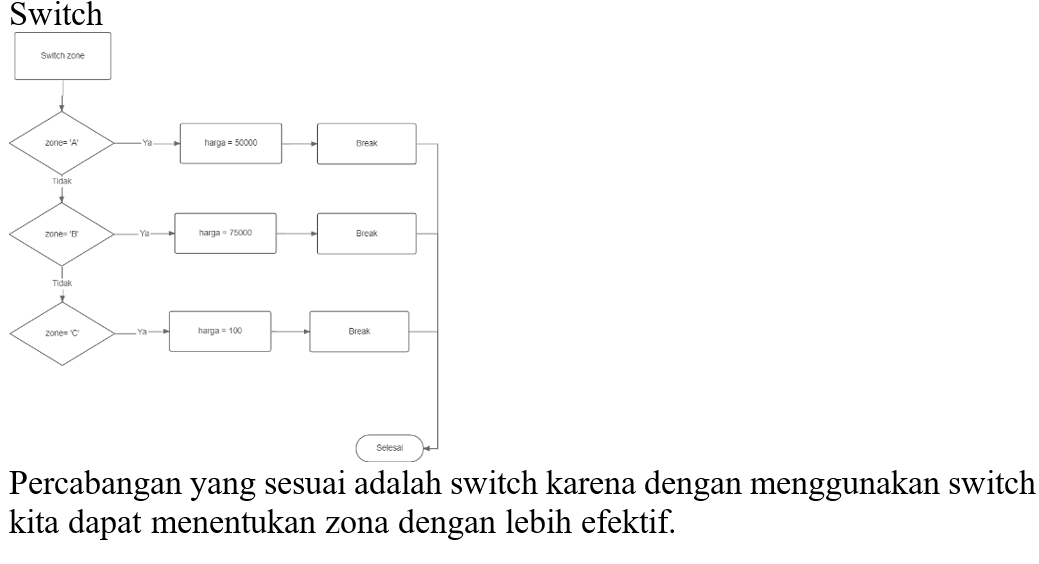 Switch
Switch zone
zone= 'A'
Ya
harga = 50000
Break
Tidak
zone= 'B'
Ya
harga = 75000
Break
Tidak
zone= 'C'
Ya
harga = 100
Break
Selesai
Percabangan yang sesuai adalah switch karena dengan menggunakan switch
kita dapat menentukan zona dengan lebih efektif.